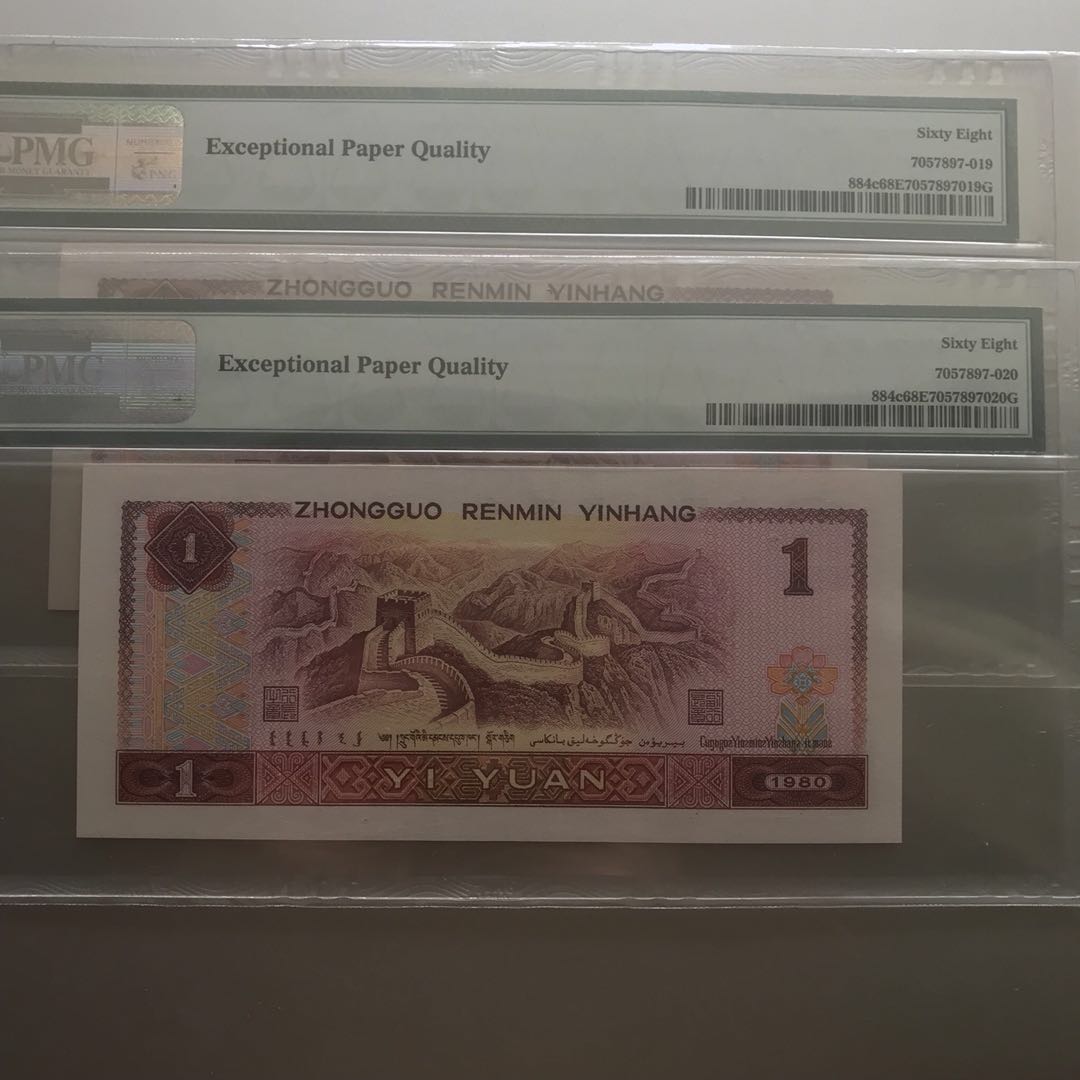 PMG
Exceptional Paper Quality
Sixty Eight
7057897-019
884c68E7057897019G
ZHONGGUO RENMIN YINHANG
PMG
Exceptional Paper Quality
Sixty Eight
7057897-020
884c68E7057897020G
ZHONGGUO RENMIN YINHANG
1
1
1
YI YUAN
1980